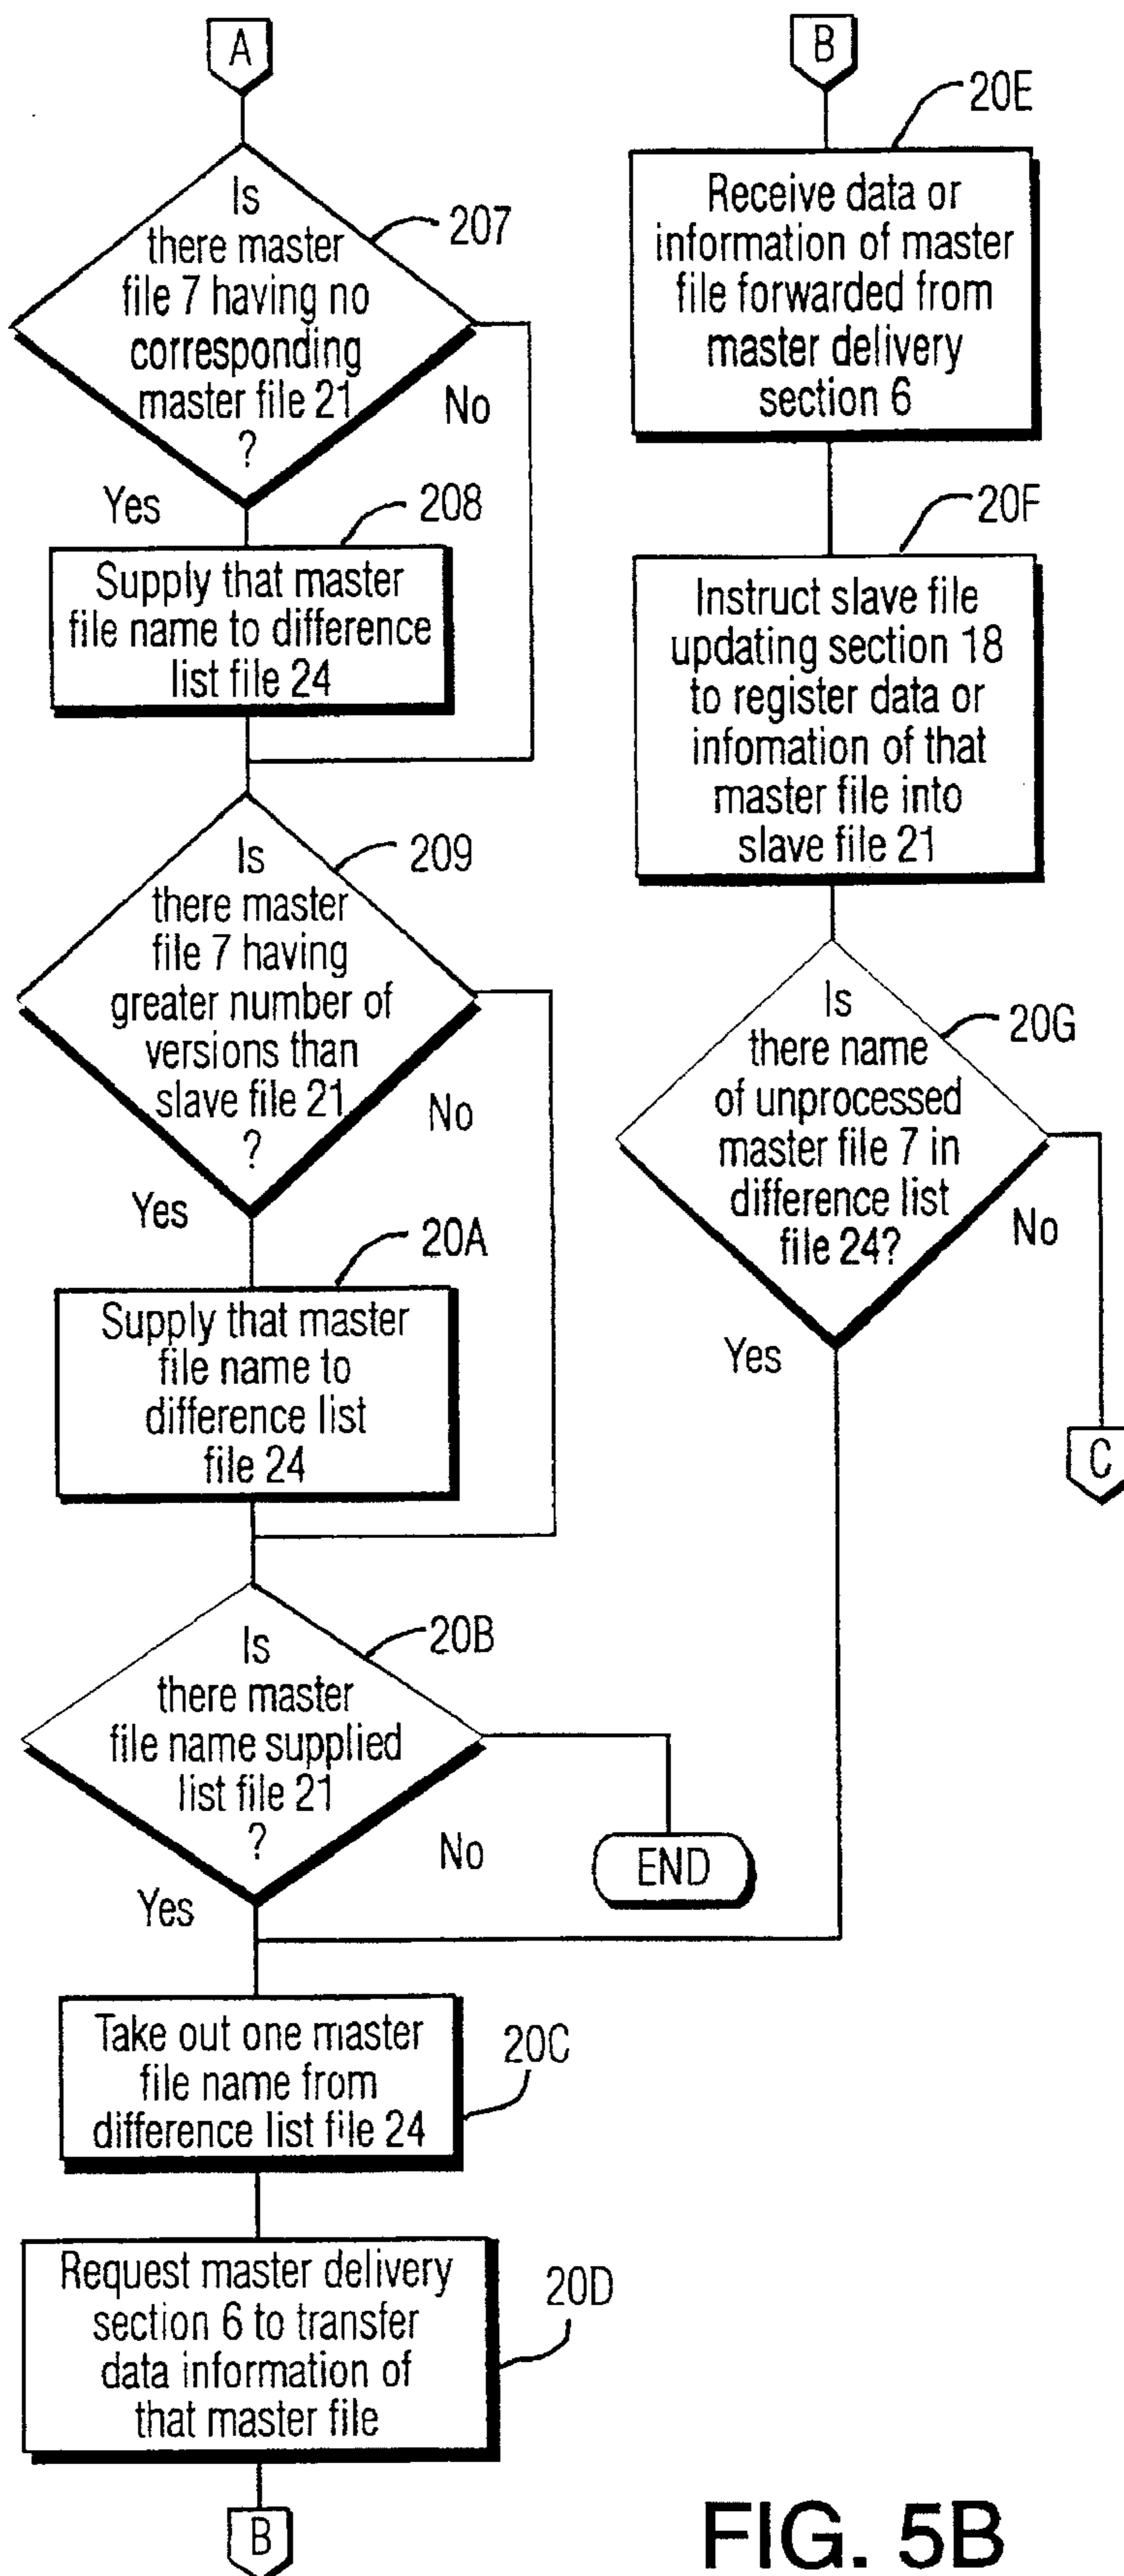 A
Is
there master
file 7 having no
corresponding
master file 21
?
207
No
Yes
208
Supply that master
file name to difference
list file 24
Is
there master
file 7 having
greater number of
versions than
slave file 21
?
209
No
Yes
20A
Supply that master
file name to
difference list
file 24
Is
there master
file name supplied
list file 21
?
20B
No
END
Yes
Take out one master
file name from
difference list file 24
20C
Request master delivery
section 6 to transfer
data information of
that master file
20D
B
B
20E
Receive data or
information of master
file forwarded from
master delivery
section 6
20F
Instruct slave file
updating section 18
to register data or
infomation of that
master file into
slave file 21
Is
there name
of unprocessed
master file 7 in
difference list
file 24?
20G
No
Yes
C
FIG. 5B